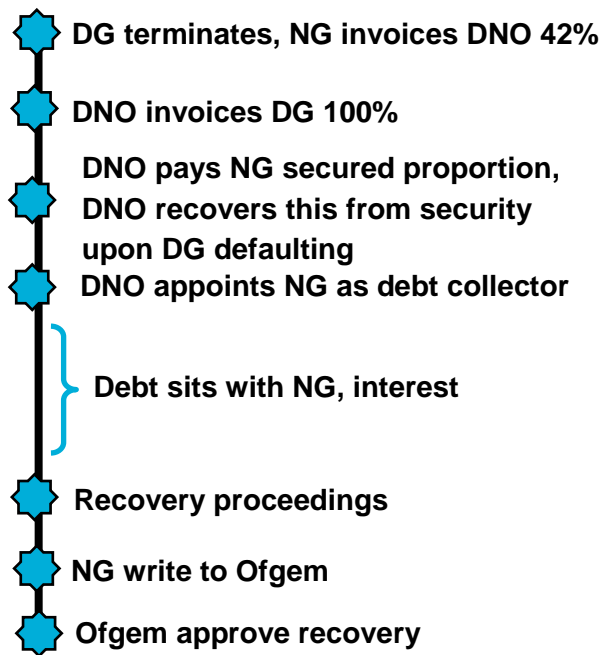 DG terminates, NG invoices DNO 42%
DNO invoices DG 100%
DNO pays NG secured proportion,
DNO recovers this from security
upon DG defaulting
DNO appoints NG as debt collector
Debt sits with NG, interest
Recovery proceedings
NG write to Ofgem
Ofgem approve recovery